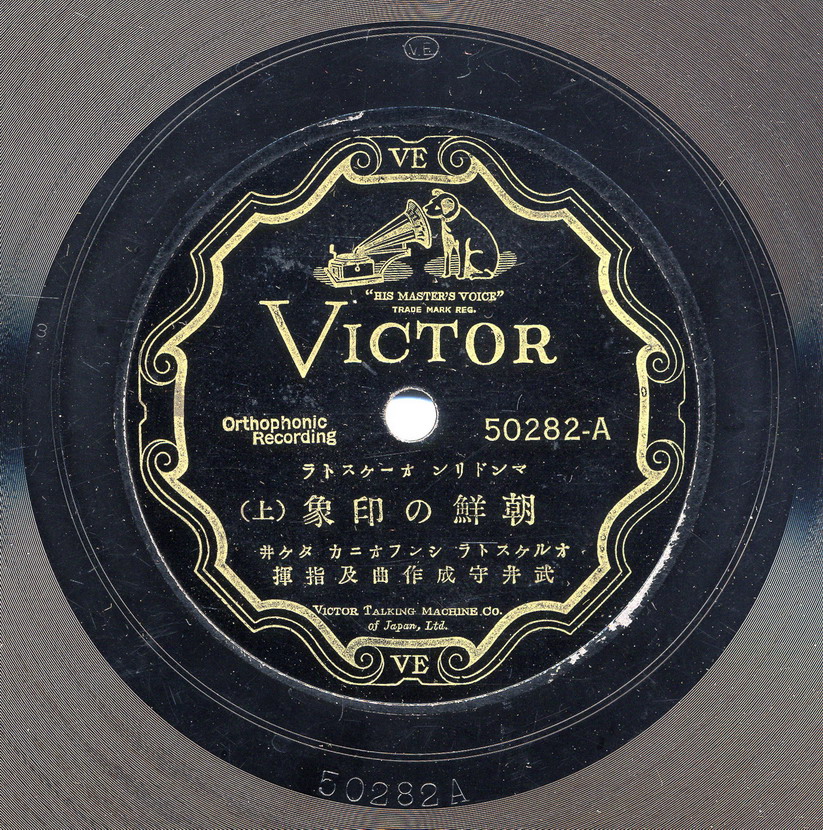 VE
VE
"HIS MASTER'S VOICE"
TRADE MARK REG.
VICTOR
Orthophonic
Recording
50282-A
マンドリン オーケストラ
朝鮮の印象(上)
オルケストラ シンフオニカ タケ井
武井守成作曲及指揮
VICTOR TALKING MACHINE CO.
of Japan, Ltd.
VE
50282A